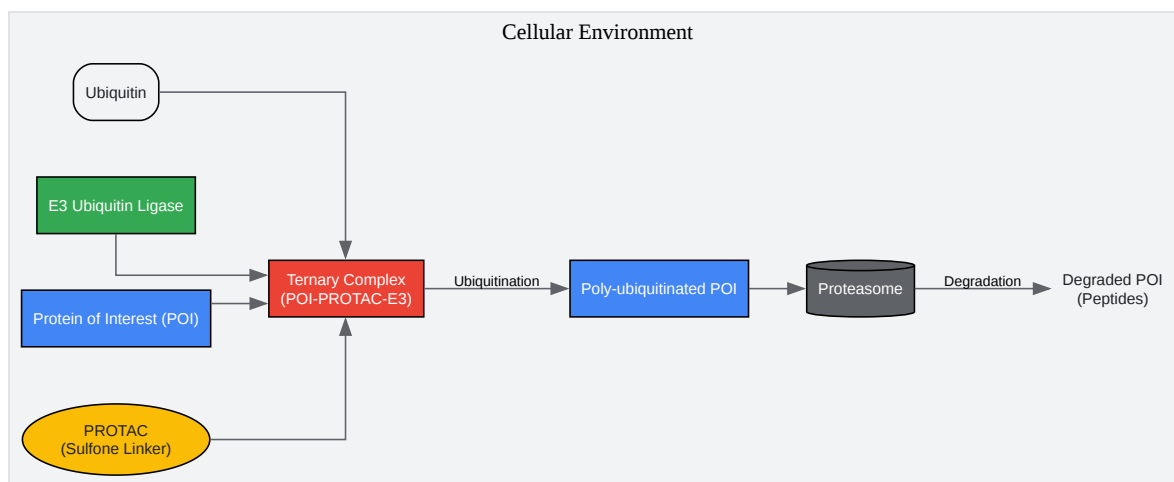 Cellular Environment
Ubiquitin
E3 Ubiquitin Ligase
Protein of Interest (POI)
PROTAC
(Sulfone Linker)
Ternary Complex
(POI-PROTAC-E3)
Ubiquitination
Poly-ubiquitinated POI
Proteasome
Degradation
Degraded POI
(Peptides)